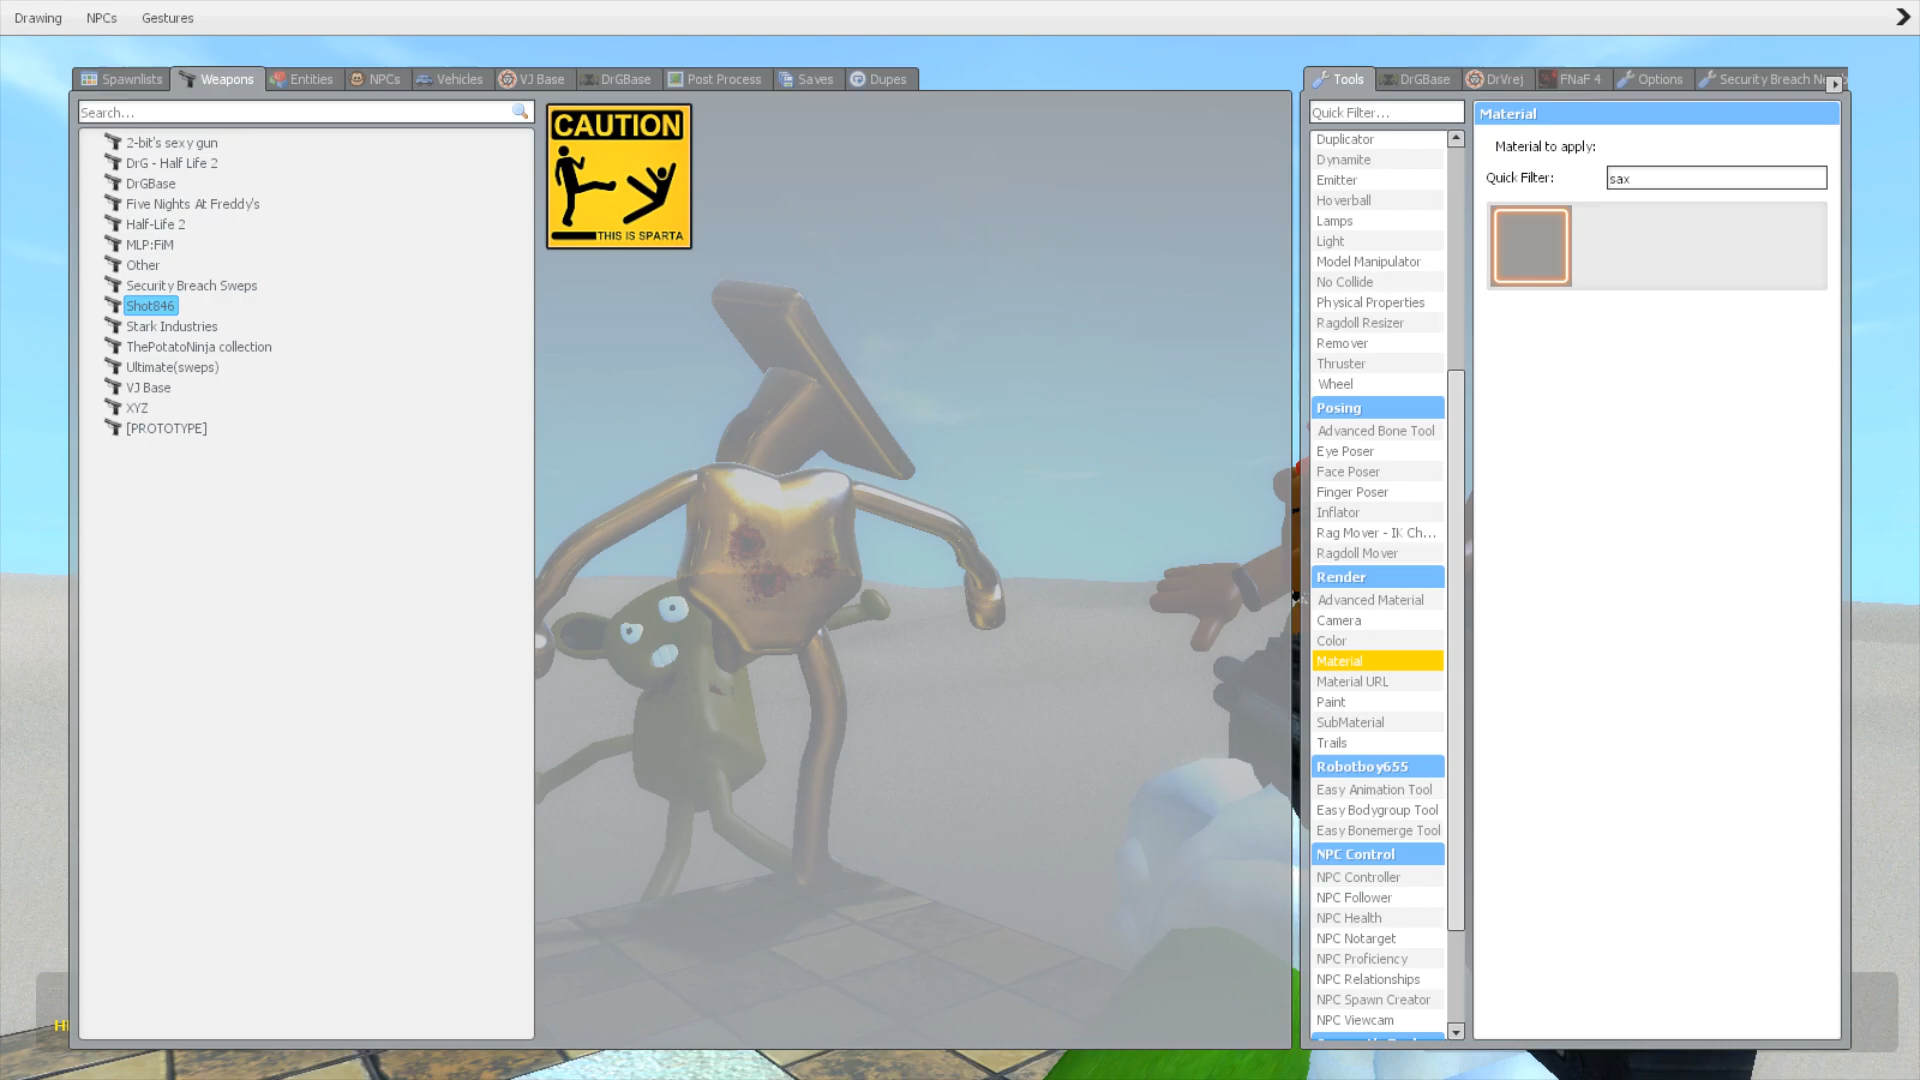 Drawing NPCs Gestures
Spawnlists Weapons Entities NPCs Vehicles VJ Base DrGBase Post Process Saves Dupes
Search...
2-bit's sexy gun
DrG - Half Life 2
DrGBase
Five Nights At Freddy's
Half-Life 2
MLP:FiM
Other
Security Breach Sweps
Shot846
Stark Industries
ThePotatoNinja collection
Ultimate(sweps)
VJ Base
XYZ
[PROTOTYPE]
CAUTION
THIS IS SPARTA
Tools DrGBase DrVrej FNaF 4 Options Security Breach
Quick Filter...
Duplicator
Dynamite
Emitter
Hoverball
Lamps
Light
Model Manipulator
No Collide
Physical Properties
Ragdoll Resizer
Remover
Thruster
Wheel
Posing
Advanced Bone Tool
Eye Poser
Face Poser
Finger Poser
Inflator
Rag Mover - IK Ch...
Ragdoll Mover
Render
Advanced Material
Camera
Color
Material
Material URL
Paint
SubMaterial
Trails
Robotboy655
Easy Animation Tool
Easy Bodygroup Tool
Easy Bonemerge Tool
NPC Control
NPC Controller
NPC Follower
NPC Health
NPC Notarget
NPC Proficiency
NPC Relationships
NPC Spawn Creator
NPC Viewcam
Material
Material to apply:
Quick Filter: sax